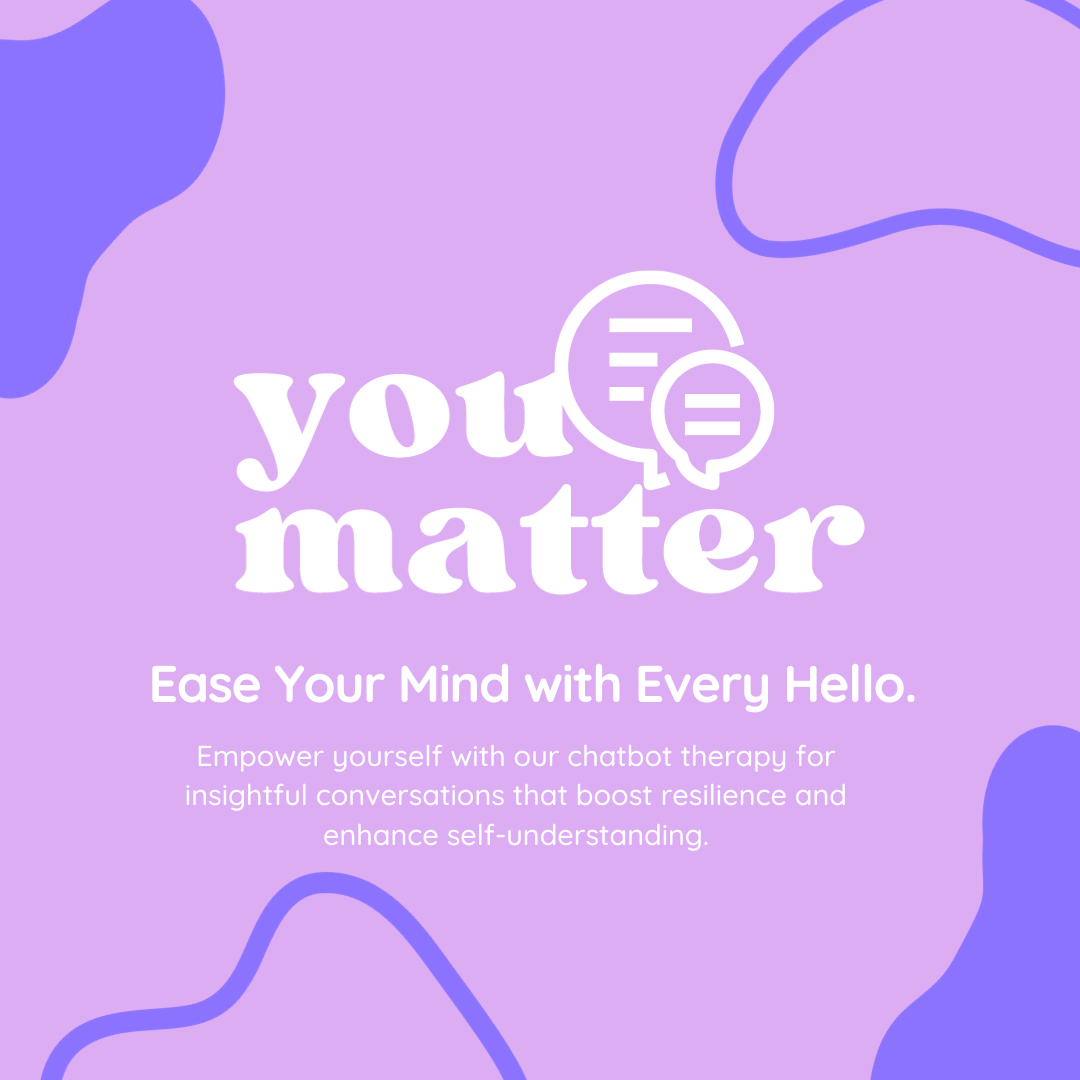 you
matter
Ease Your Mind with Every Hello.
Empower yourself with our chatbot therapy for
insightful conversations that boost resilience and
enhance self-understanding.